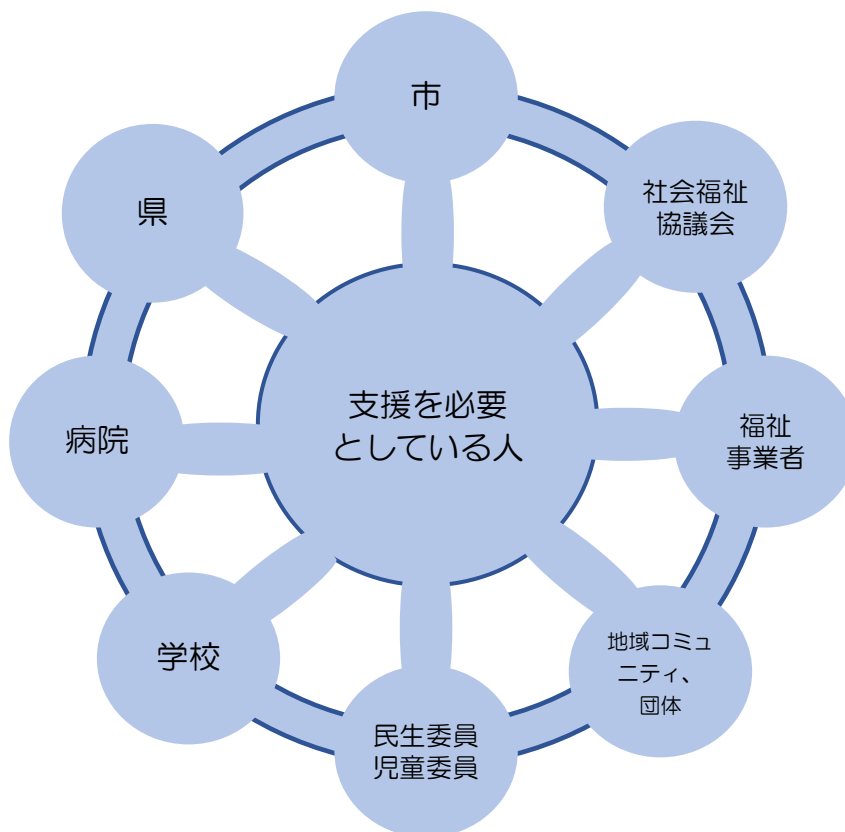 市
社会福祉
協議会
県
支援を必要
としている人
福祉
事業者
病院
地域コミュ
ニティ、
団体
学校
民生委員
児童委員